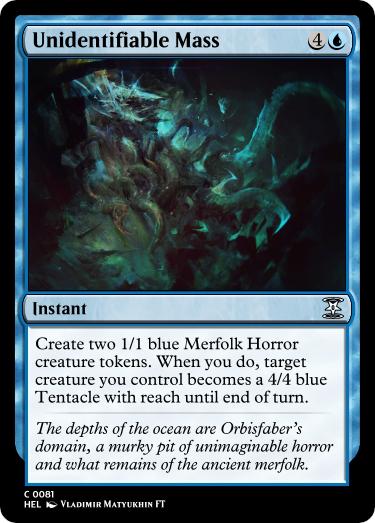 Unidentifiable Mass
4
Instant
Create two 1/1 blue Merfolk Horror
creature tokens. When you do, target
creature you control becomes a 4/4 blue
Tentacle with reach until end of turn.
The depths of the ocean are Orbisfaber's
domain, a murky pit of unimaginable horror
and what remains of the ancient merfolk.
C 0081
HEL Vladimir Matyukhin FT